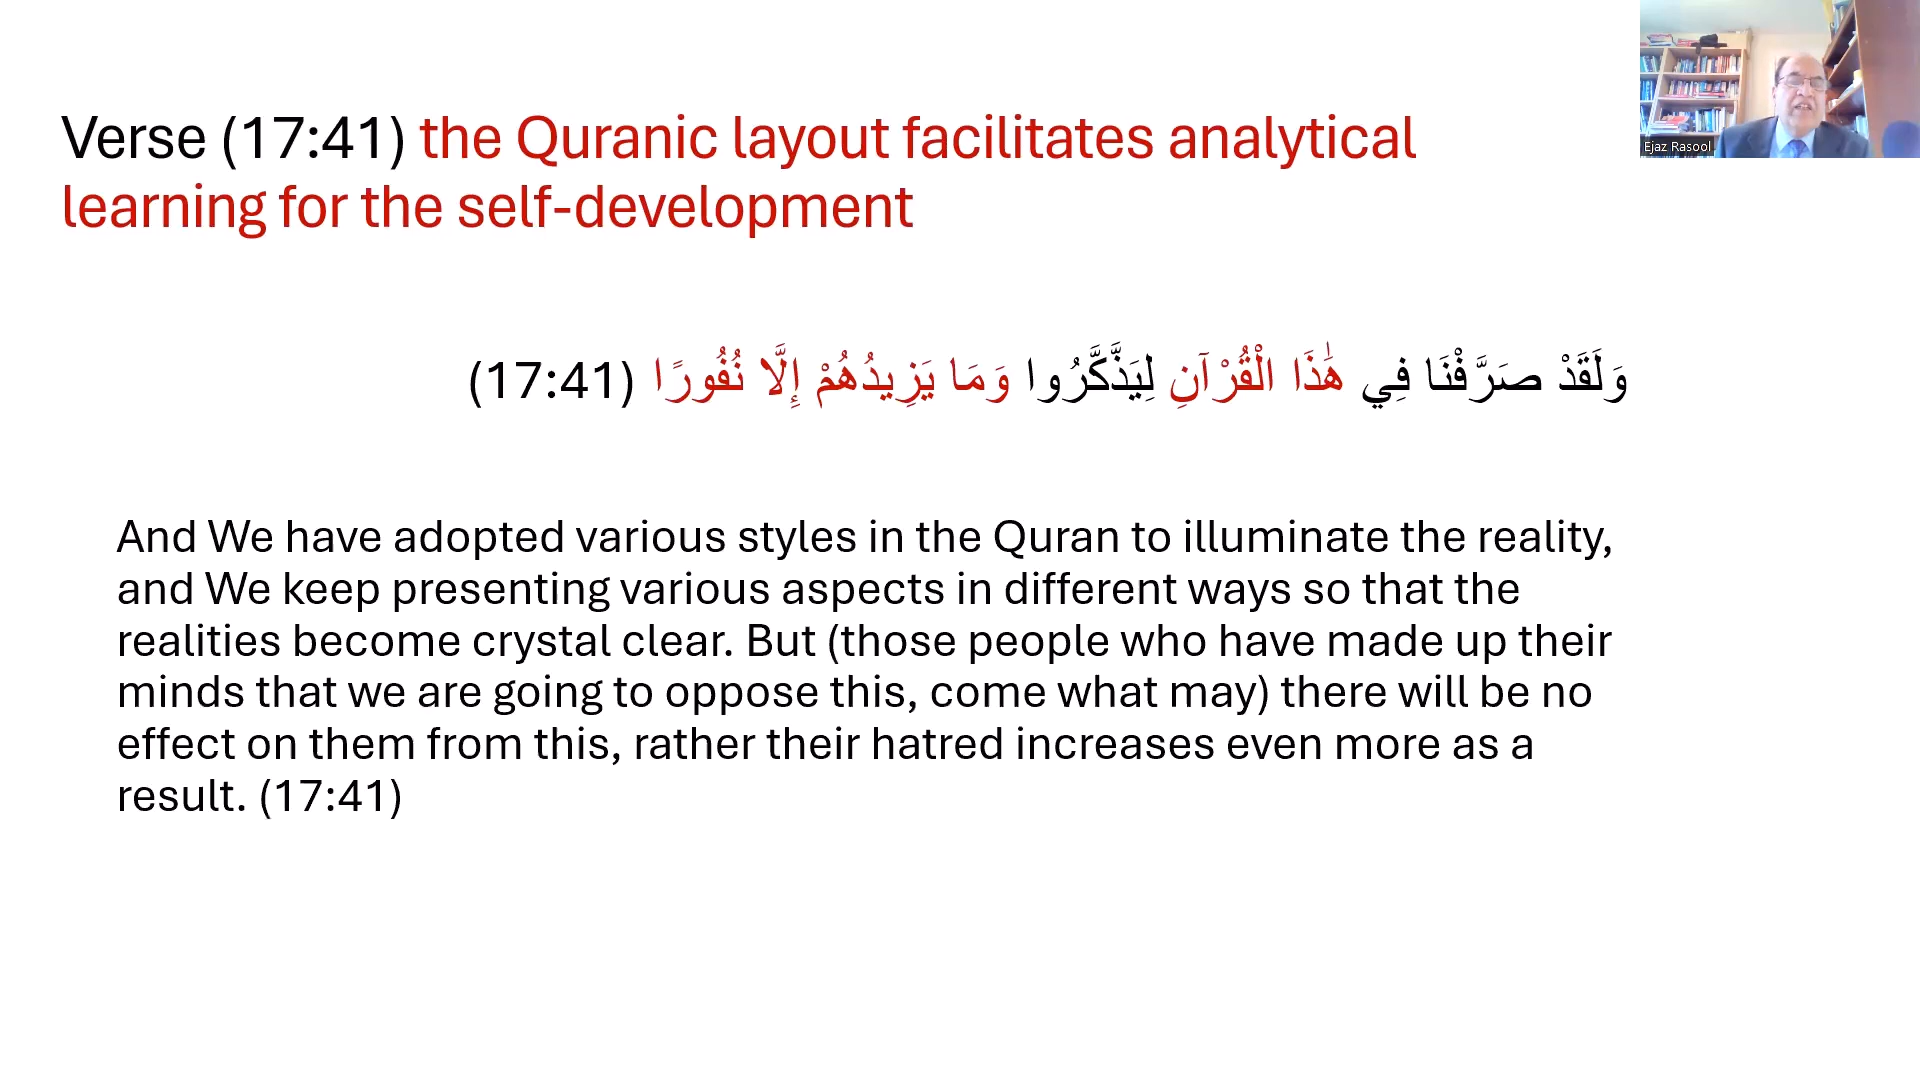 Verse (17:41) the Quranic layout facilitates analytical
learning for the self-development
Ejaz Rasool
وَلَقَدْ صَرَّفْنَا فِي هَٰذَا الْقُرْآنِ لِيَذَّكَّرُوا وَمَا يَزِيدُهُمْ إِلَّا نُفُورًا (17:41)
And We have adopted various styles in the Quran to illuminate the reality,
and We keep presenting various aspects in different ways so that the
realities become crystal clear. But (those people who have made up their
minds that we are going to oppose this, come what may) there will be no
effect on them from this, rather their hatred increases even more as a
result. (17:41)